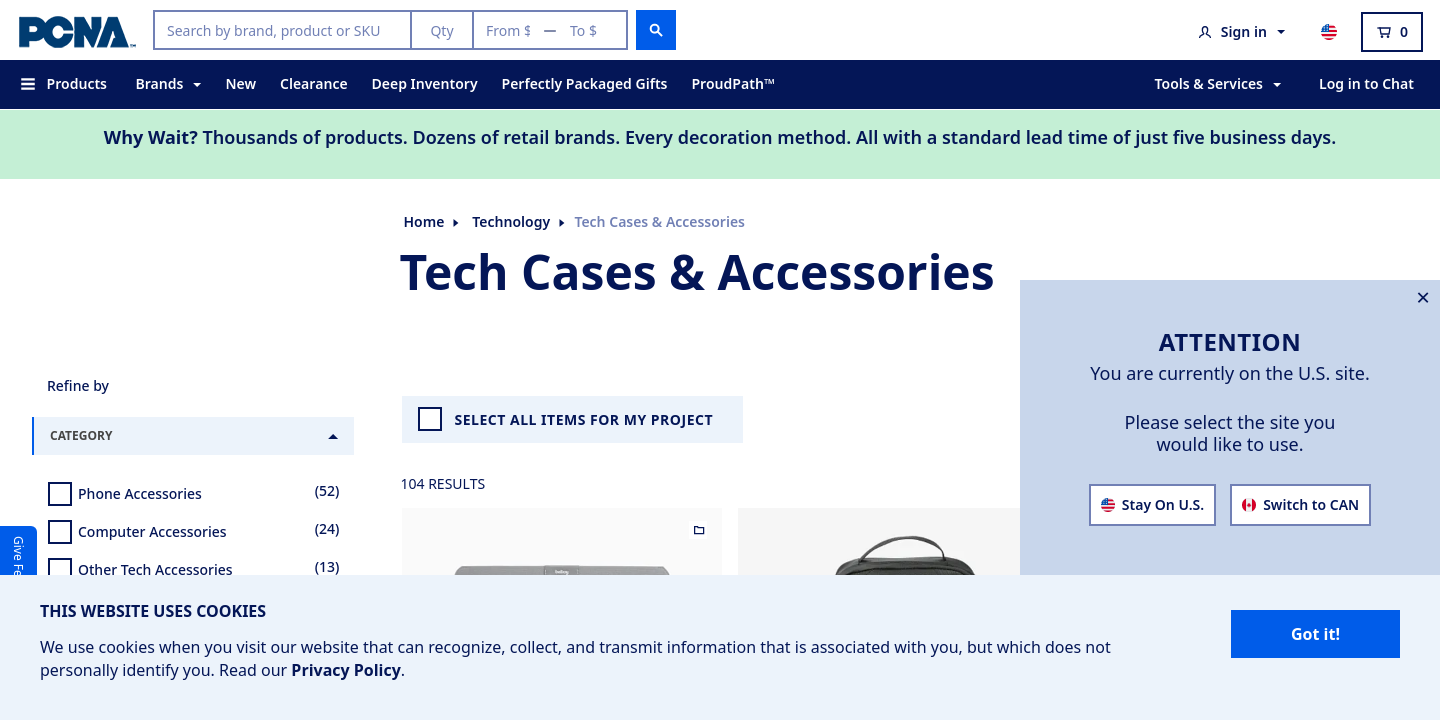 PCNA™
Search by brand, product or SKU
Qty
From $ — To $
Sign in
0
Products
Brands
New
Clearance
Deep Inventory
Perfectly Packaged Gifts
ProudPath™
Tools & Services
Log in to Chat
Why Wait? Thousands of products. Dozens of retail brands. Every decoration method. All with a standard lead time of just five business days.
Home
Technology
Tech Cases & Accessories
Tech Cases & Accessories
ATTENTION
You are currently on the U.S. site.
Please select the site you
would like to use.
Stay On U.S.
Switch to CAN
Refine by
CATEGORY
Phone Accessories (52)
Computer Accessories (24)
Other Tech Accessories (13)
SELECT ALL ITEMS FOR MY PROJECT
104 RESULTS
Give Fe
THIS WEBSITE USES COOKIES
We use cookies when you visit our website that can recognize, collect, and transmit information that is associated with you, but which does not
personally identify you. Read our Privacy Policy.
Got it!